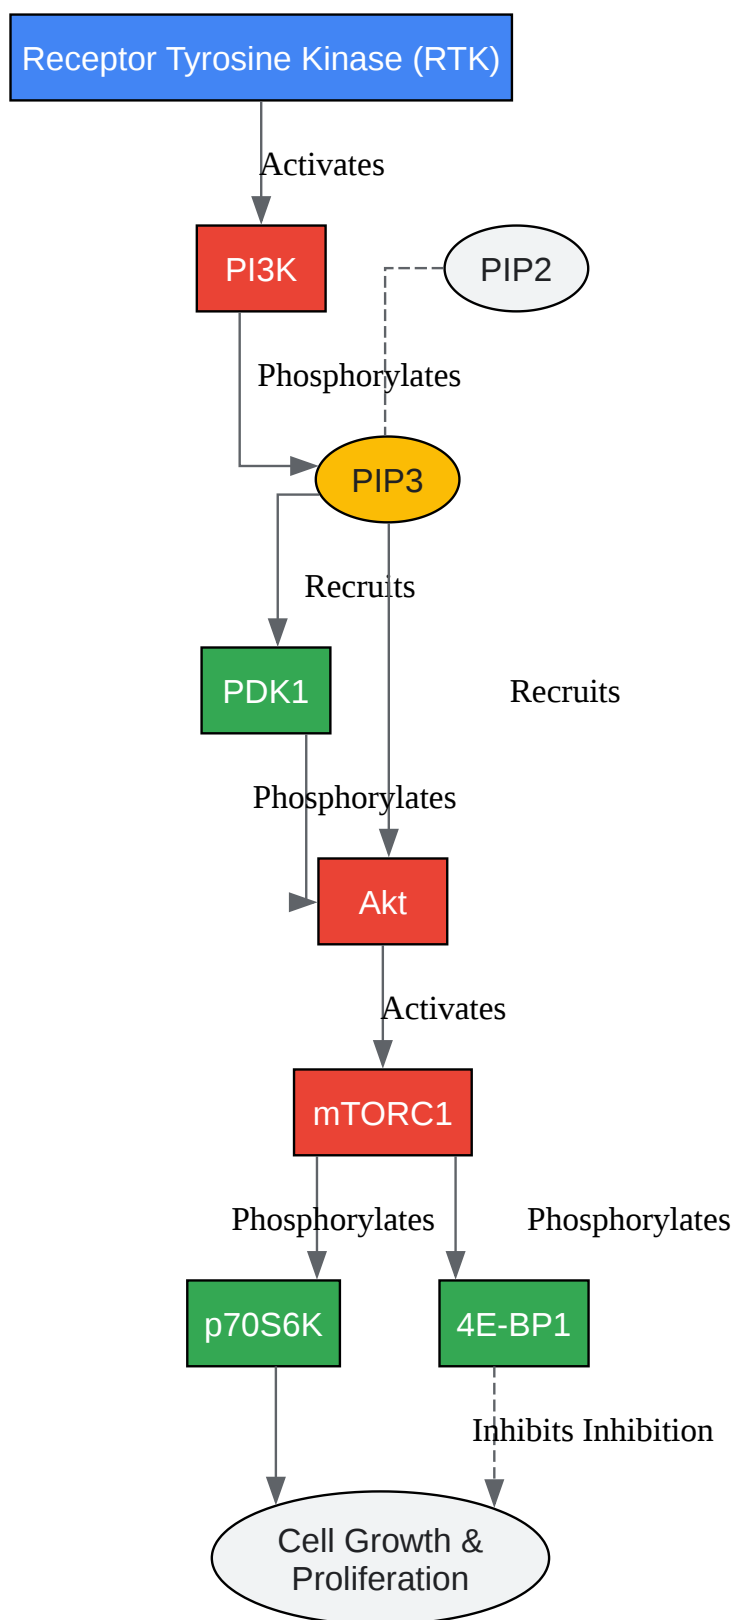 Receptor Tyrosine Kinase (RTK)
Activates
PI3K
PIP2
Phosphorylates
PIP3
Recruits
PDK1
Recruits
Phosphorylates
Akt
Activates
mTORC1
Phosphorylates
Phosphorylates
p70S6K
4E-BP1
Inhibits Inhibition
Cell Growth &
Proliferation